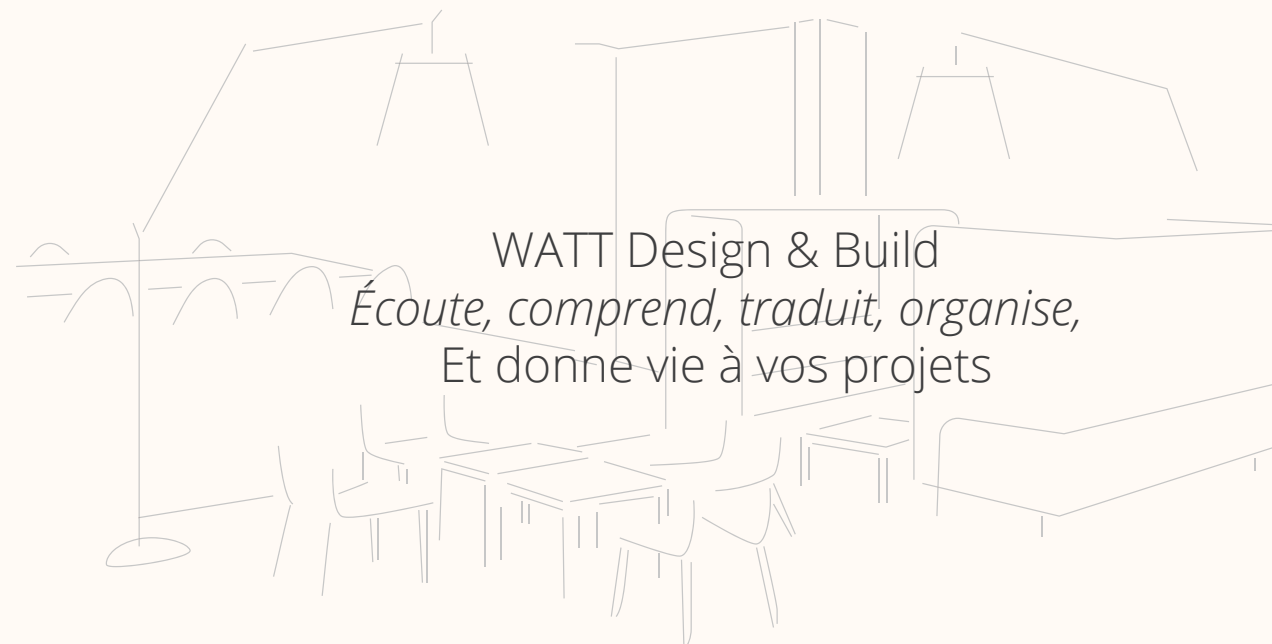 WATT Design & Build
Écoute, comprend, traduit, organise,
Et donne vie à vos projets